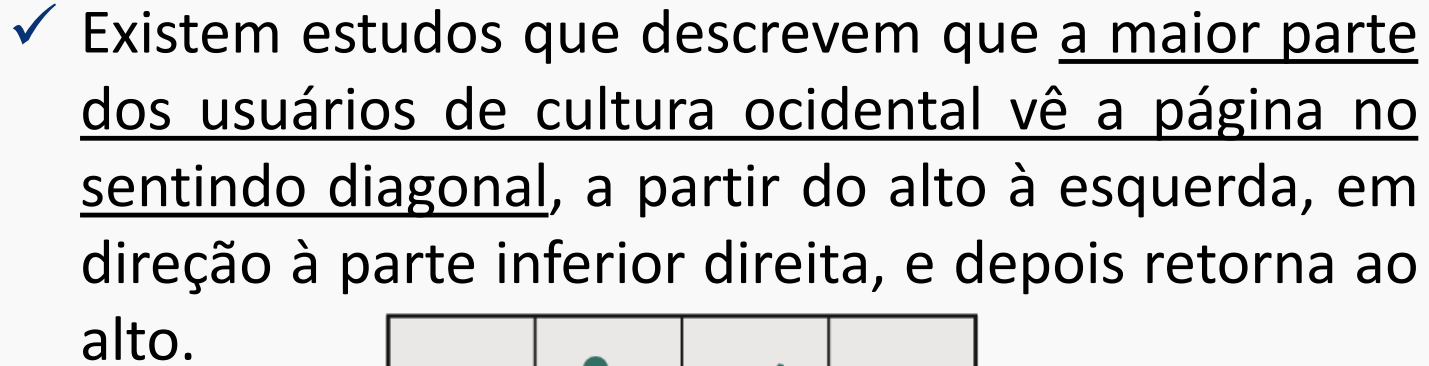 ✓ Existem estudos que descrevem que a maior parte
dos usuários de cultura ocidental vê a página no
sentindo diagonal, a partir do alto à esquerda, em
direção à parte inferior direita, e depois retorna ao
alto.